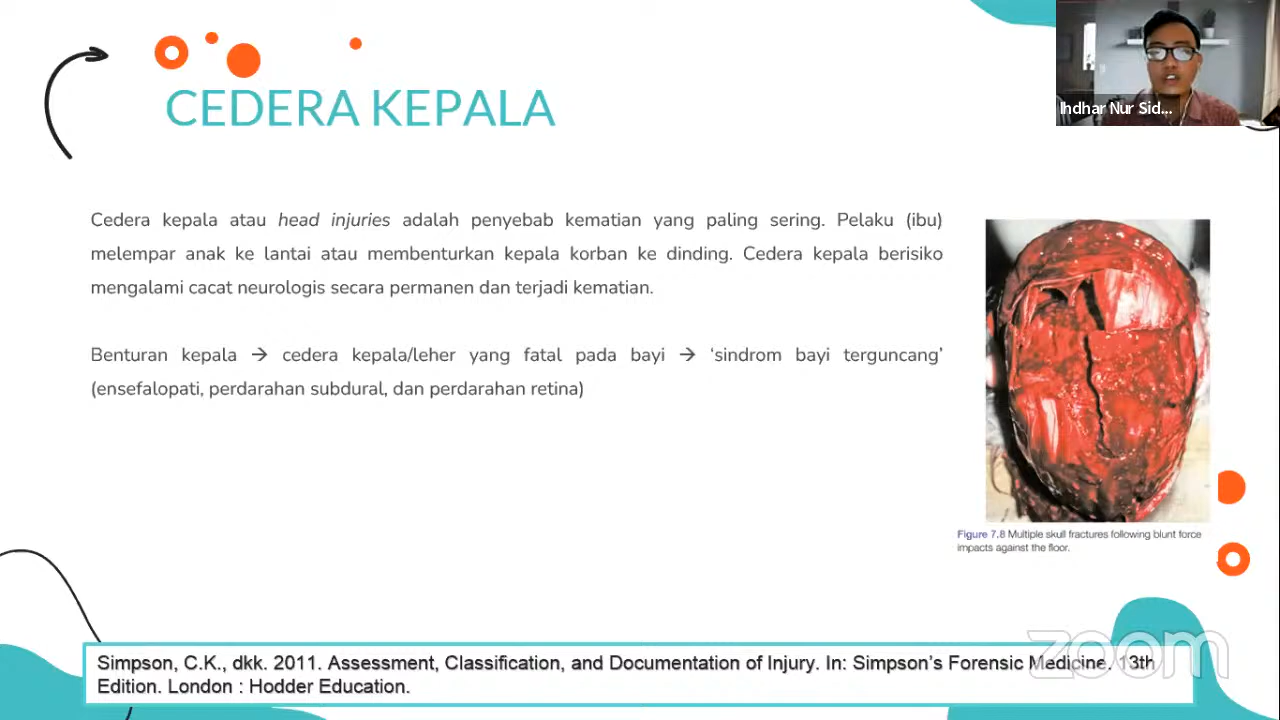 CEDERA KEPALA
Ihdhar Nur Sid...
Cedera kepala atau head injuries adalah penyebab kematian yang paling sering. Pelaku (ibu)
melempar anak ke lantai atau membenturkan kepala korban ke dinding. Cedera kepala berisiko
mengalami cacat neurologis secara permanen dan terjadi kematian.
Benturan kepala → cedera kepala/leher yang fatal pada bayi → ‘sindrom bayi terguncang’
(ensefalopati, perdarahan subdural, dan perdarahan retina)
Figure 7.8 Multiple skull fractures following blunt force
impacts against the floor.
zoom
Simpson, C.K., dkk. 2011. Assessment, Classification, and Documentation of Injury. In: Simpson’s Forensic Medicine. 13th
Edition. London : Hodder Education.